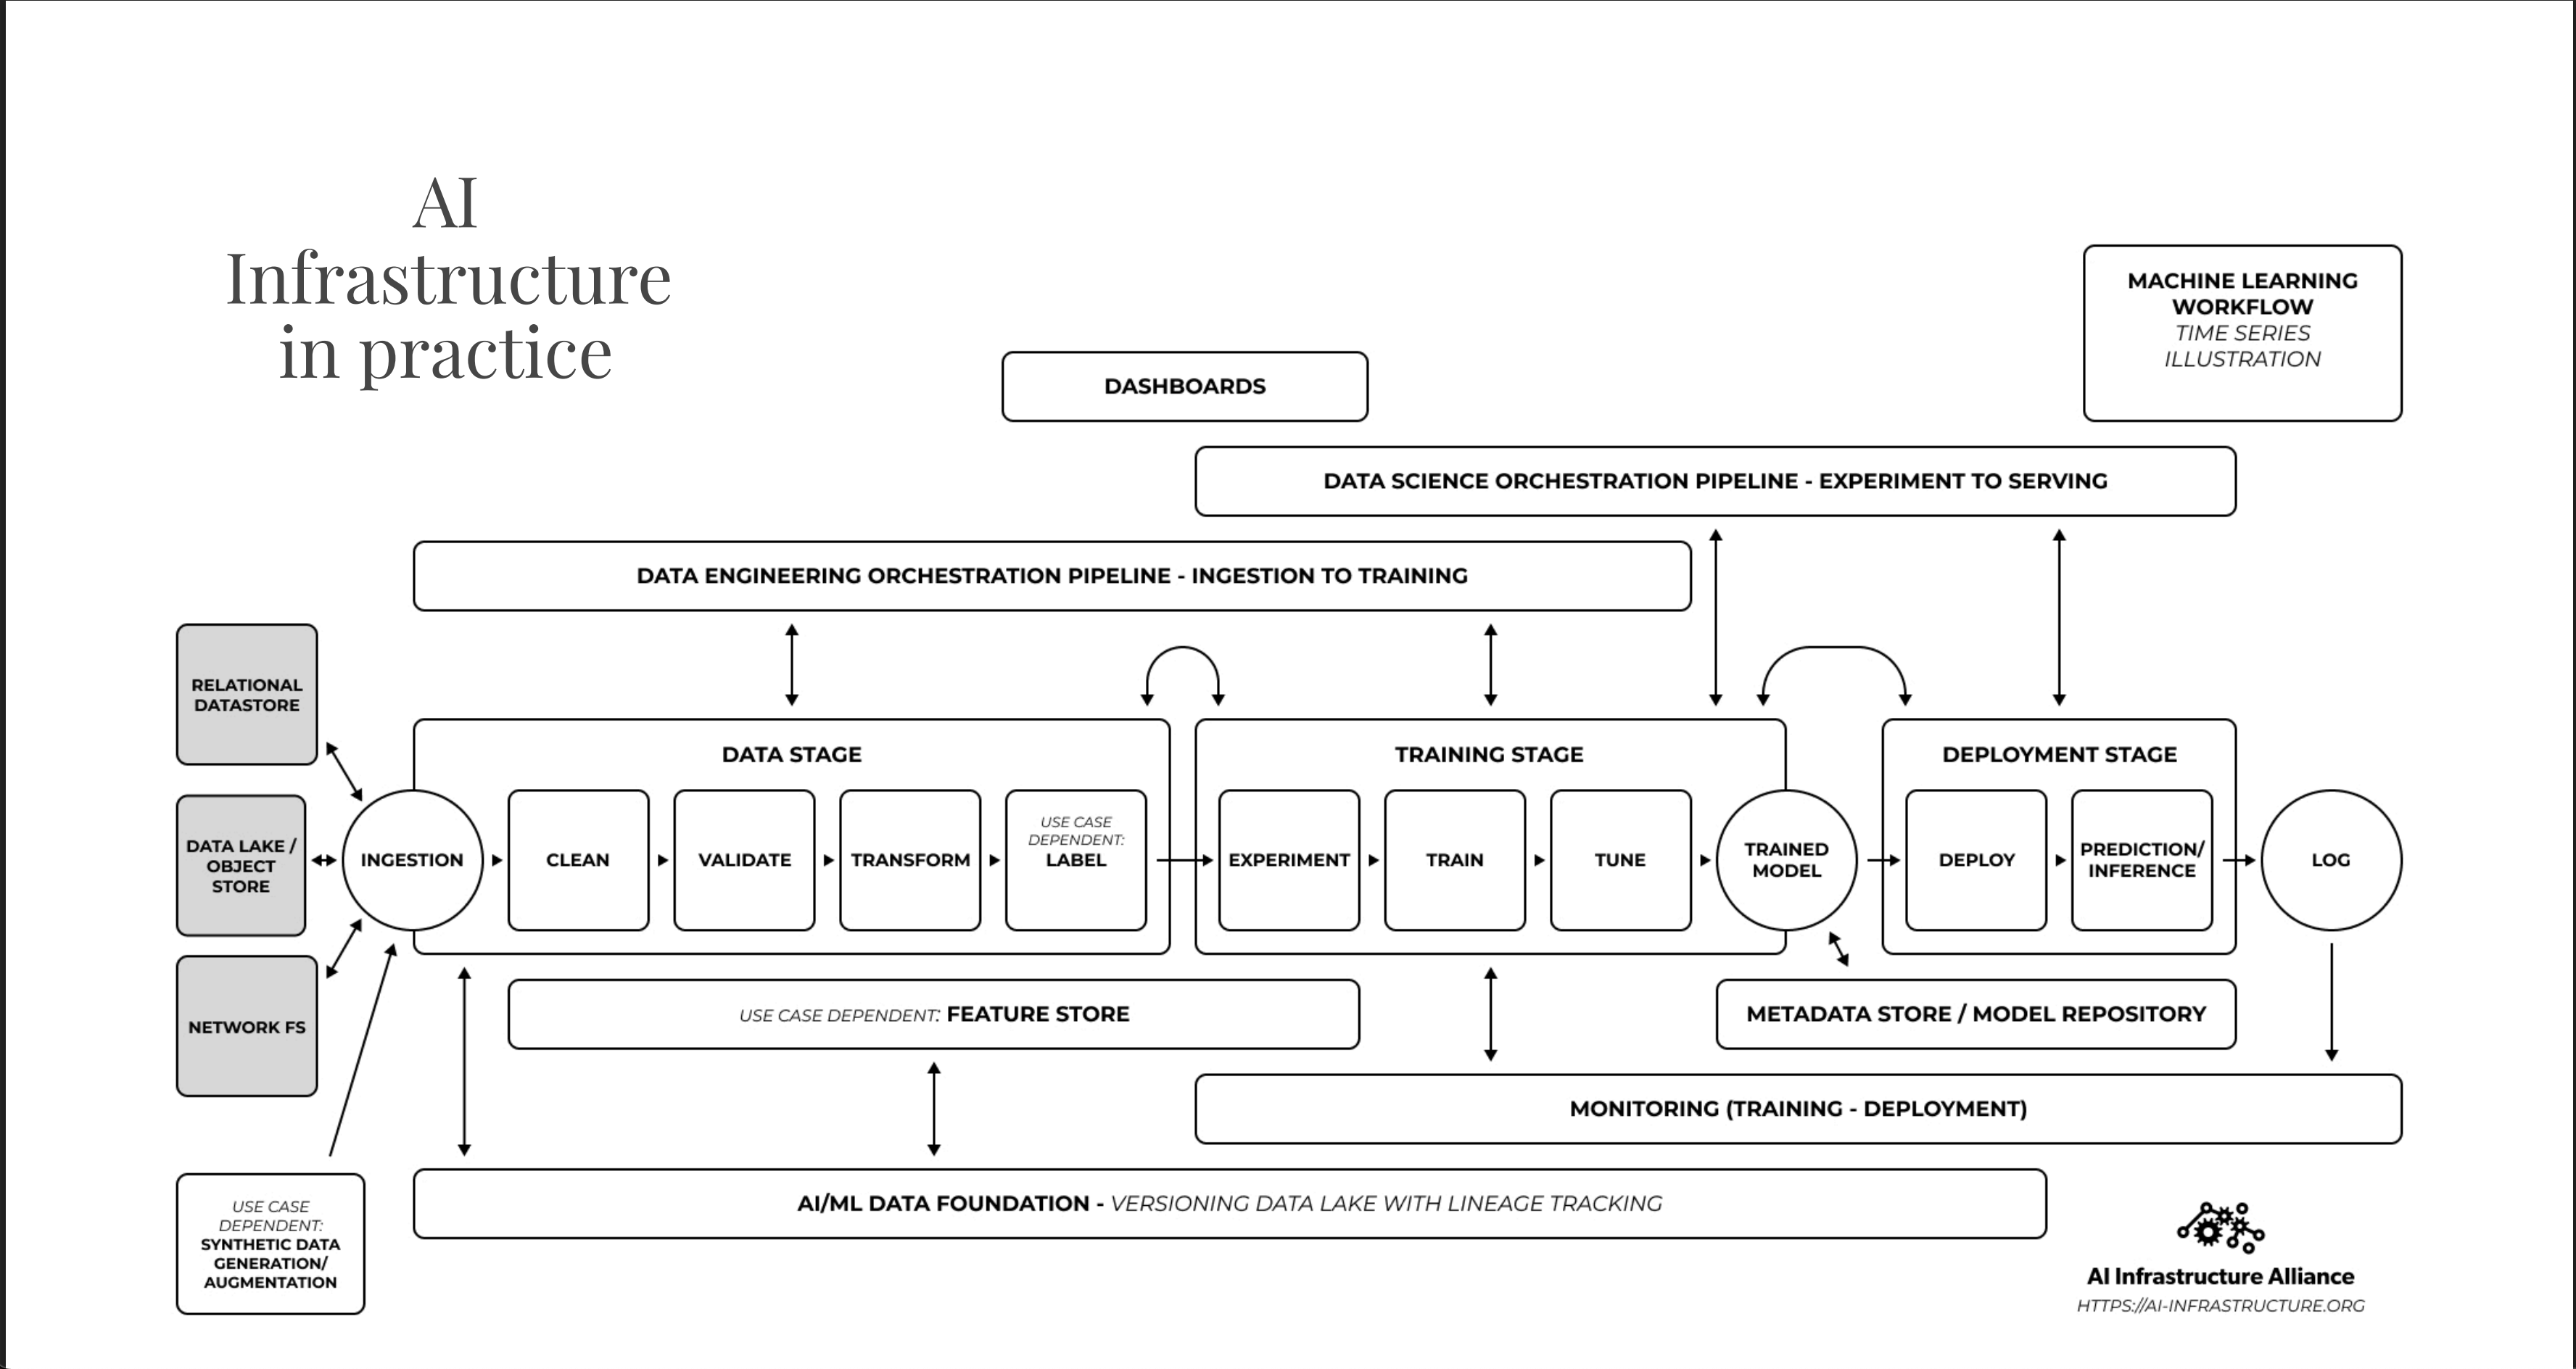 AI
Infrastructure
in practice
MACHINE LEARNING
WORKFLOW
TIME SERIES
ILLUSTRATION
DASHBOARDS
DATA SCIENCE ORCHESTRATION PIPELINE - EXPERIMENT TO SERVING
DATA ENGINEERING ORCHESTRATION PIPELINE - INGESTION TO TRAINING
RELATIONAL
DATASTORE
DATA LAKE /
OBJECT
STORE
NETWORK FS
INGESTION
DATA STAGE
CLEAN
VALIDATE
TRANSFORM
USE CASE
DEPENDENT:
LABEL
TRAINING STAGE
EXPERIMENT
TRAIN
TUNE
TRAINED
MODEL
DEPLOYMENT STAGE
DEPLOY
PREDICTION/
INFERENCE
LOG
USE CASE DEPENDENT: FEATURE STORE
METADATA STORE / MODEL REPOSITORY
MONITORING (TRAINING - DEPLOYMENT)
USE CASE
DEPENDENT:
SYNTHETIC DATA
GENERATION/
AUGMENTATION
AI/ML DATA FOUNDATION - VERSIONING DATA LAKE WITH LINEAGE TRACKING
AI Infrastructure Alliance
HTTPS://AI-INFRASTRUCTURE.ORG